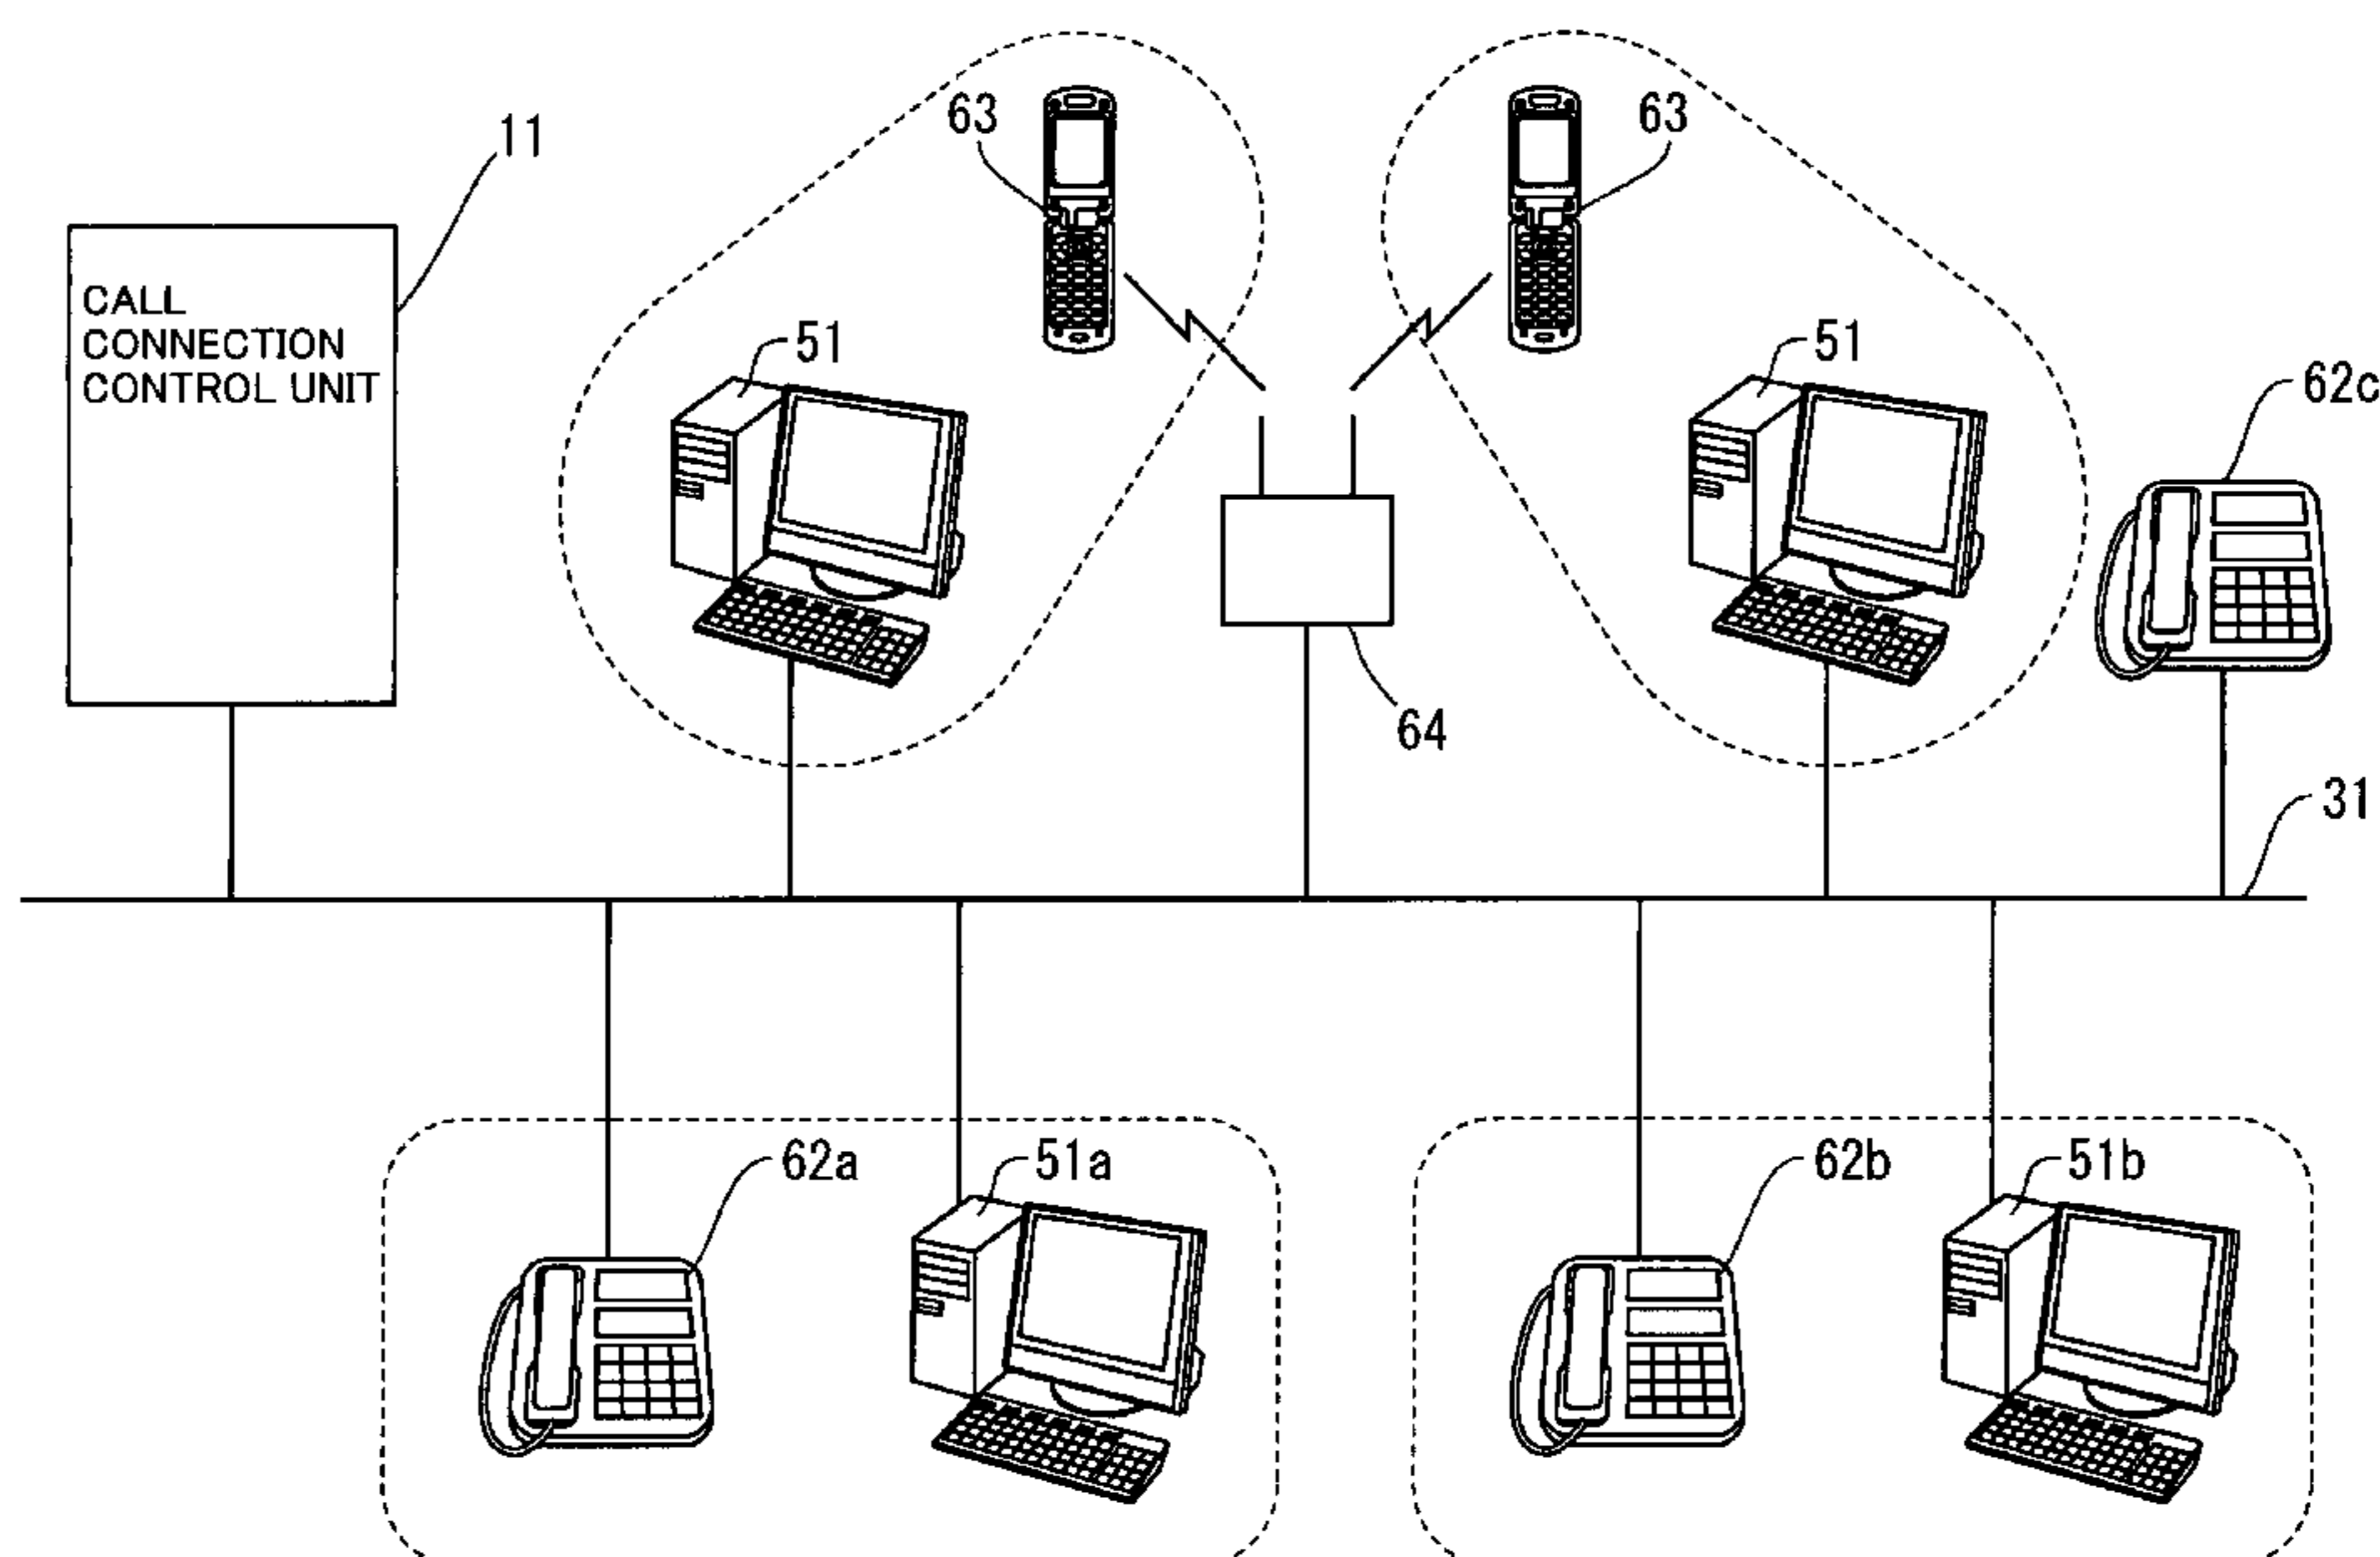 63
63
11
CALL
CONNECTION
CONTROL UNIT
51
51
62c
64
31
62a
51a
62b
51b